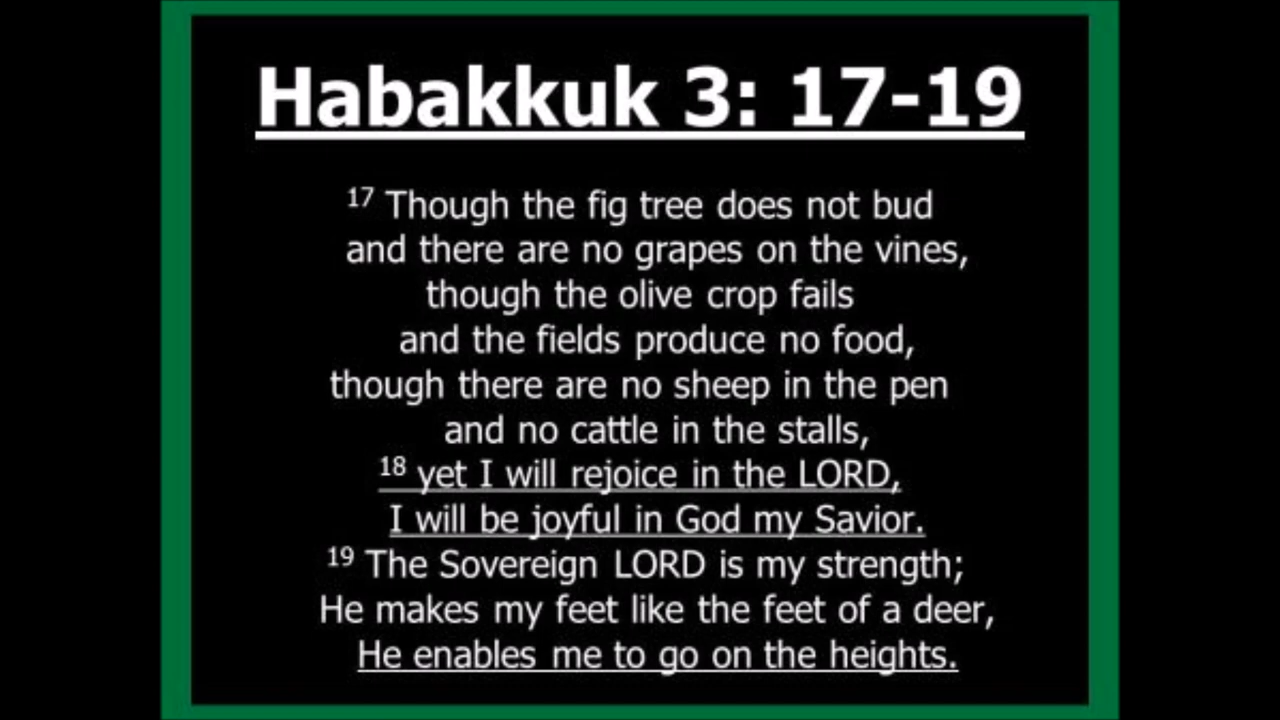 Habakkuk 3: 17-19
17 Though the fig tree does not bud
and there are no grapes on the vines,
though the olive crop fails
and the fields produce no food,
though there are no sheep in the pen
and no cattle in the stalls,
18 yet I will rejoice in the LORD,
I will be joyful in God my Savior.
19 The Sovereign LORD is my strength;
He makes my feet like the feet of a deer,
He enables me to go on the heights.